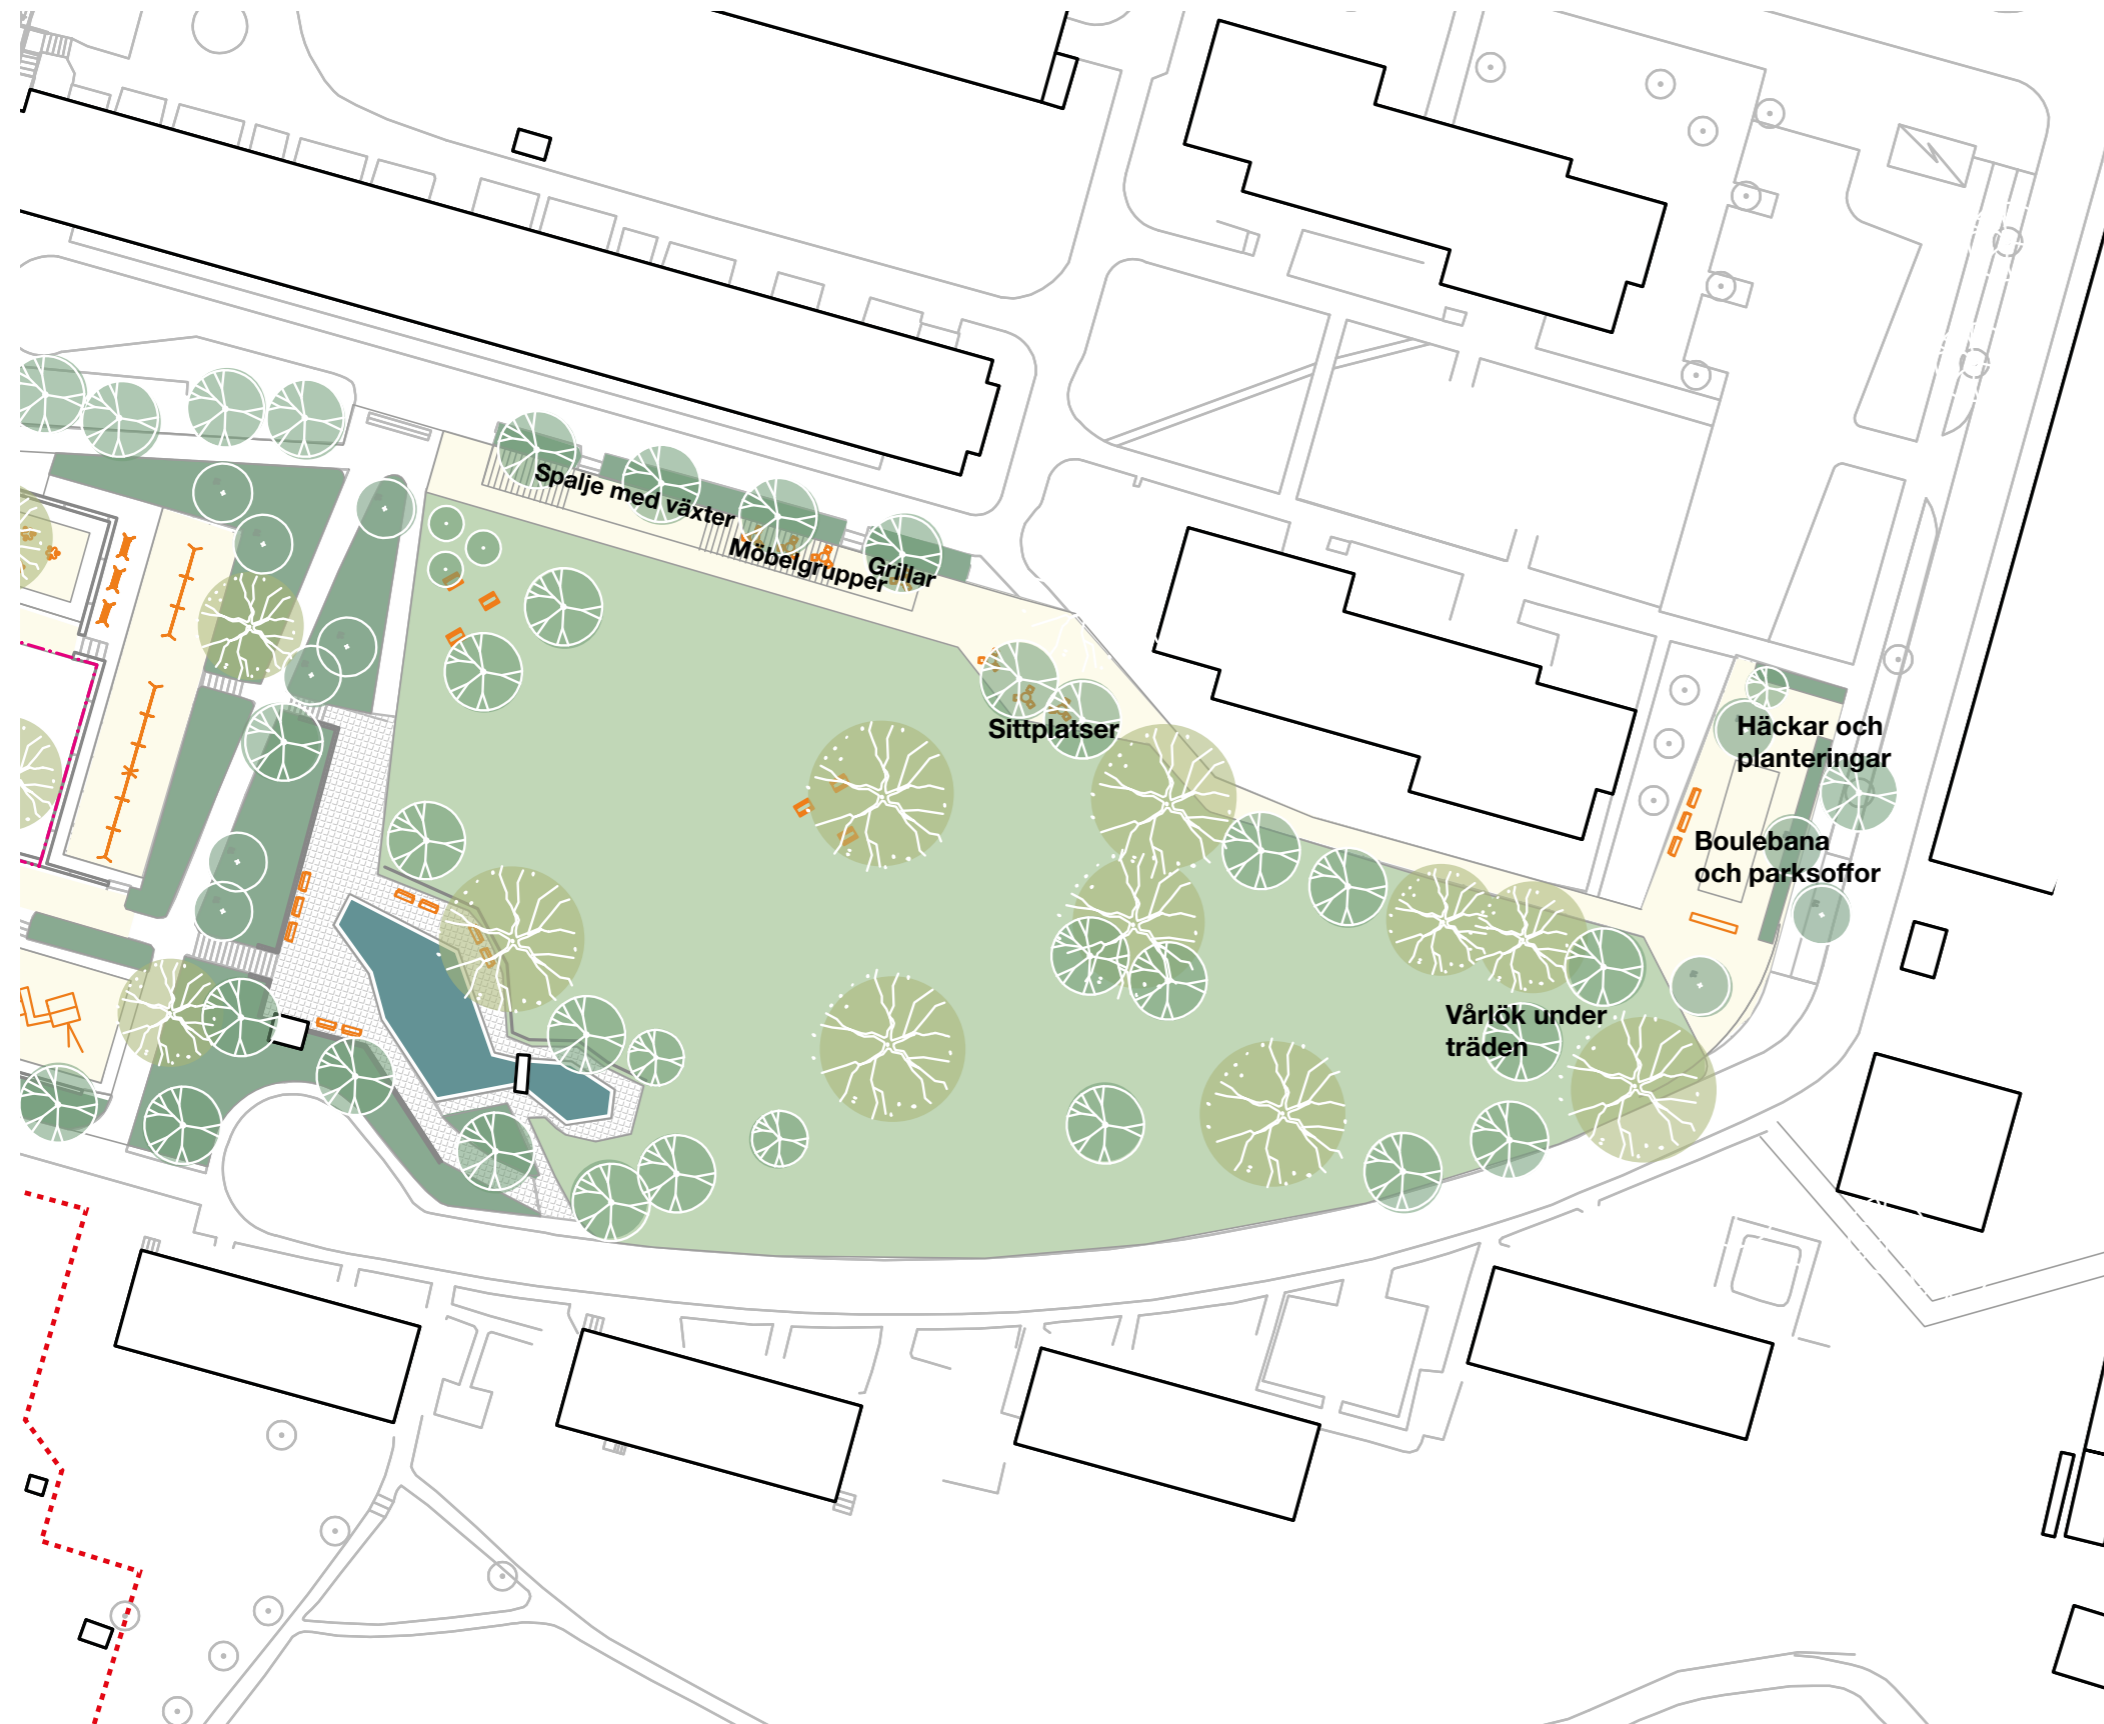 Spalje med växter
Möbelgrupper
Grillar
Sittplatser
Häckar och
planteringar
Boulebana
och parksoffor
Vårlök under
träden